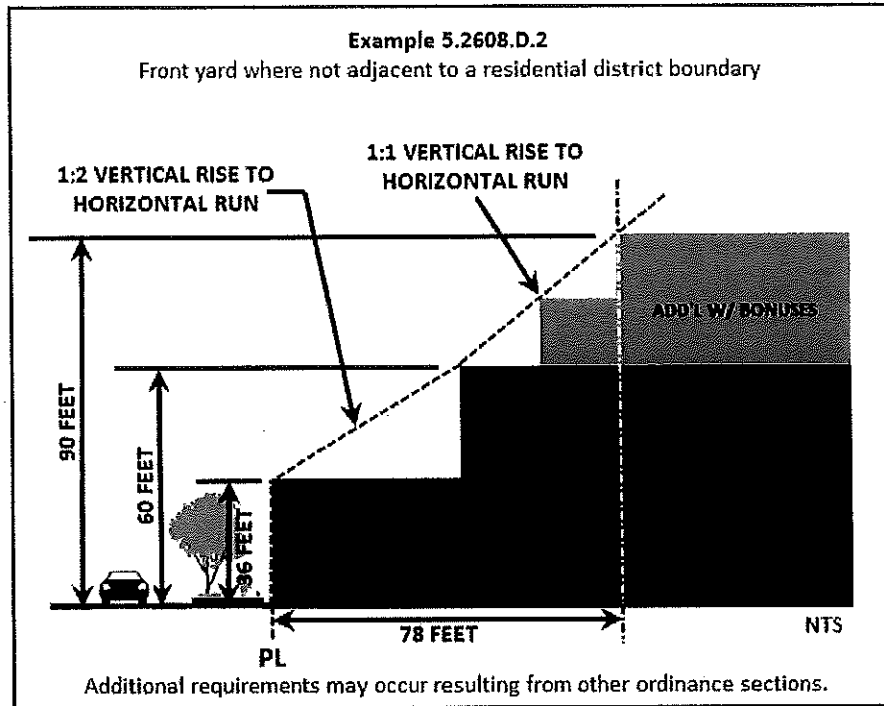 Example 5.2608.D.2
Front yard where not adjacent to a residential district boundary
1:2 VERTICAL RISE TO
HORIZONTAL RUN
1:1 VERTICAL RISE TO
HORIZONTAL RUN
ADD'L W/ BONUSES
90 FEET
60 FEET
36 FEET
78 FEET
NTS
PL
Additional requirements may occur resulting from other ordinance sections.